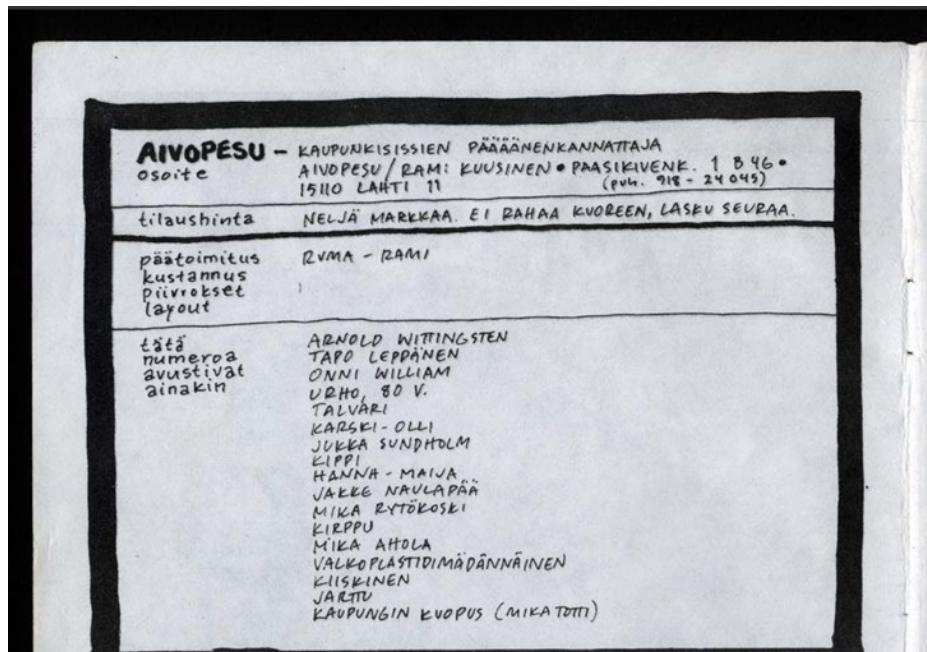 AIVOPESU – KAUPUNKISISSIEN PÄÄÄÄNENKANNATTAJA
osoite AIVOPESU / RAMI KUUSINEN • PAASIKIVENK. 1 B 46 •
15110 LAHTI 11 (puh. 918 - 24 045)
tilaushinta NELJÄ MARKKAA. EI RAHAA KUOREEN, LASKU SEURAA.
päätoimitus RUMA - RAMI
kustannus
piirrokset
layout
tätä ARNOLD WITTINGSTEN
numeroa TAPO LEPPÄNEN
avustivat ONNI WILLIAM
ainakin URHO, 80 V.
TALVÄRI
KARSKI - OLLI
JUKKA SUNDHOLM
KIPPI
HANNA - MAIJA
JAKKE NAULAPÄÄ
MIKA RYTÖKOSKI
KIRPPU
MIKA AHOLA
VALKOPLASTIDIMÄDÄNNÄINEN
KIISKINEN
JARTTU
KAUPUNGIN KUOPUS (MIKA TOTTI)